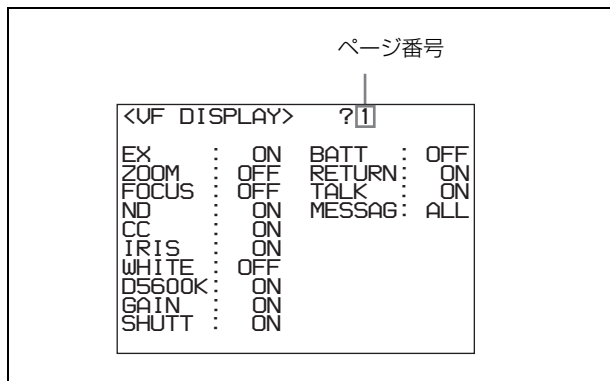 ページ番号
<VF DISPLAY> ?1
EX : ON BATT : OFF
ZOOM : OFF RETURN: ON
FOCUS : OFF TALK : ON
ND : ON MESSAG: ALL
CC : ON
IRIS : ON
WHITE : OFF
D5600K: ON
GAIN : ON
SHUTT : ON